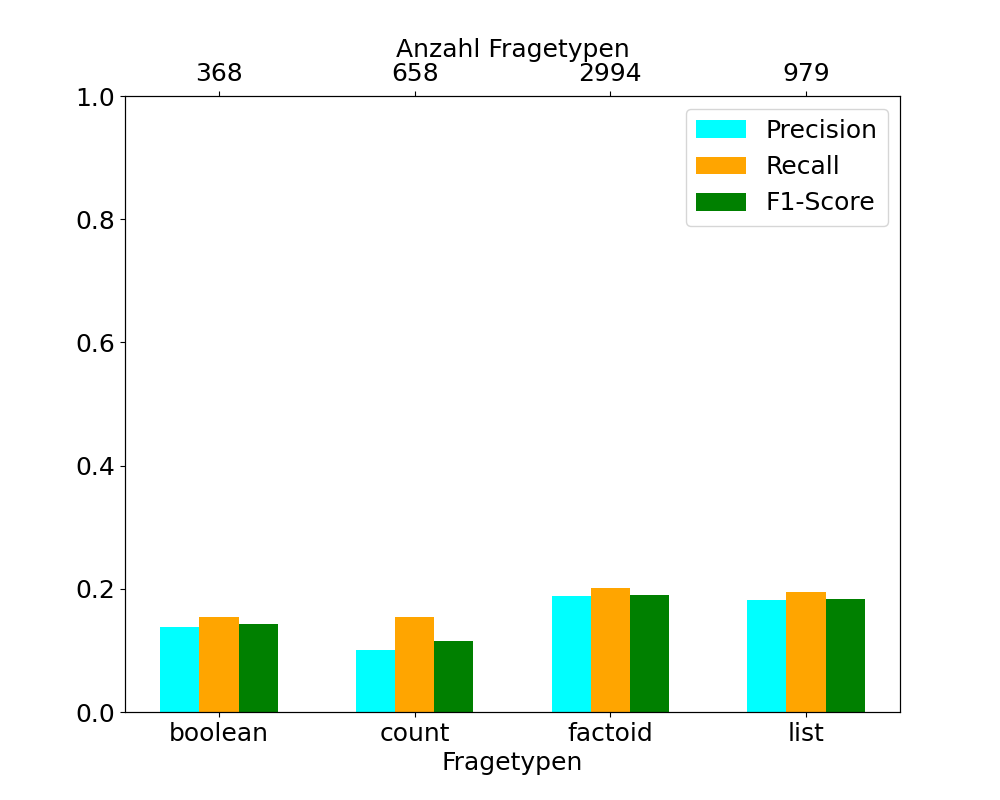 Anzahl Fragetypen
368 658 2994 979
1.0
0.8
0.6
0.4
0.2
0.0
Precision
Recall
F1-Score
boolean count factoid list
Fragetypen